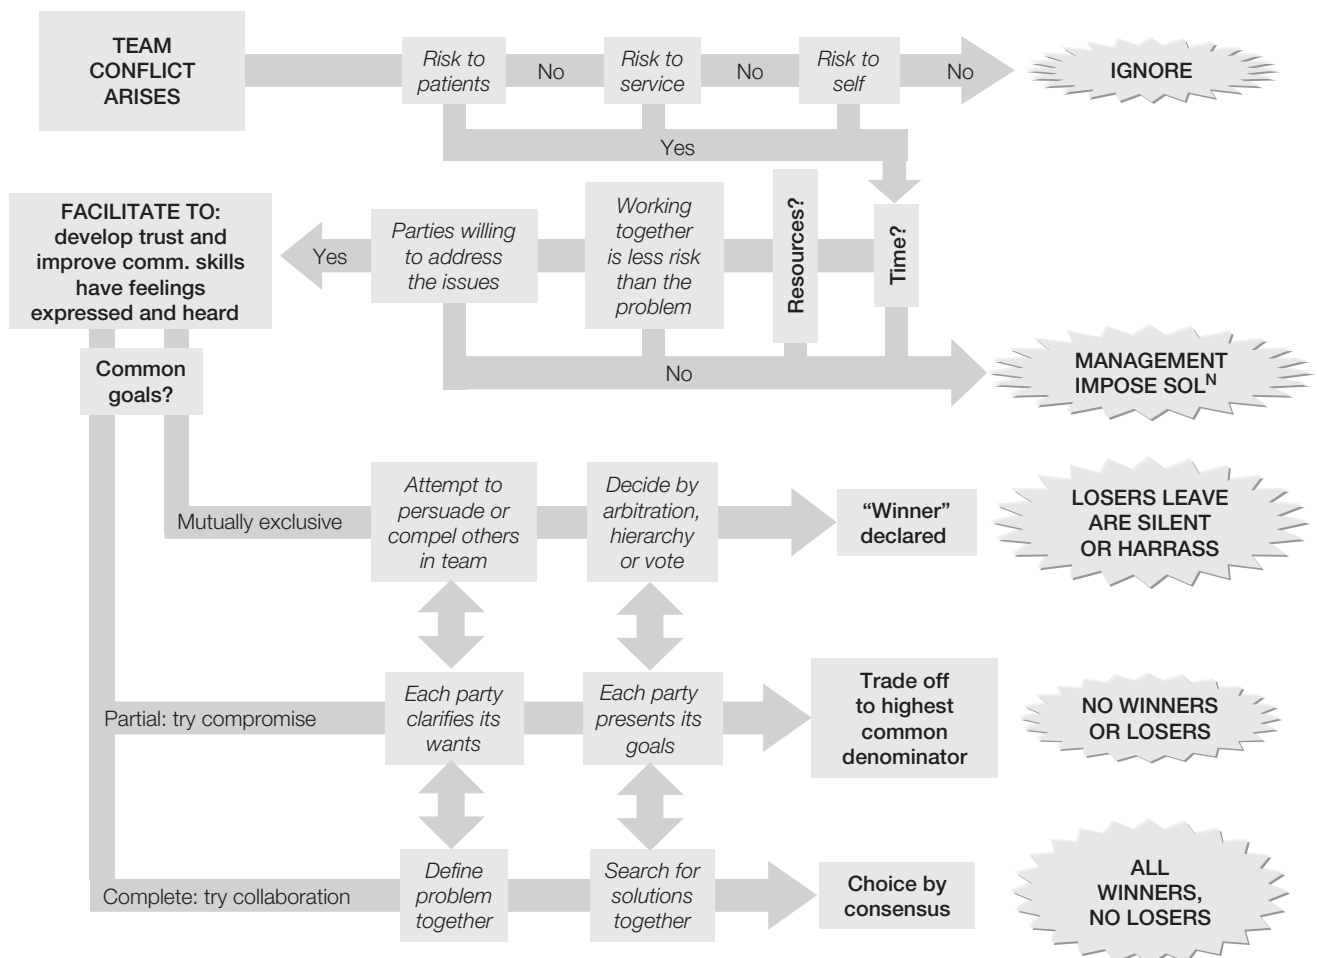 TEAM
CONFLICT
ARISES
Risk to
patients
No
Risk to
service
No
Risk to
self
No
IGNORE
Yes
FACILITATE TO:
develop trust and
improve comm. skills
have feelings
expressed and heard
Yes
Parties willing
to address
the issues
Working
together
is less risk
than the
problem
Resources?
Time?
No
MANAGEMENT
IMPOSE SOLᴺ
Common
goals?
Mutually exclusive
Attempt to
persuade or
compel others
in team
Decide by
arbitration,
hierarchy
or vote
“Winner”
declared
LOSERS LEAVE
ARE SILENT
OR HARRASS
Partial: try compromise
Each party
clarifies its
wants
Each party
presents its
goals
Trade off
to highest
common
denominator
NO WINNERS
OR LOSERS
Complete: try collaboration
Define
problem
together
Search for
solutions
together
Choice by
consensus
ALL
WINNERS,
NO LOSERS